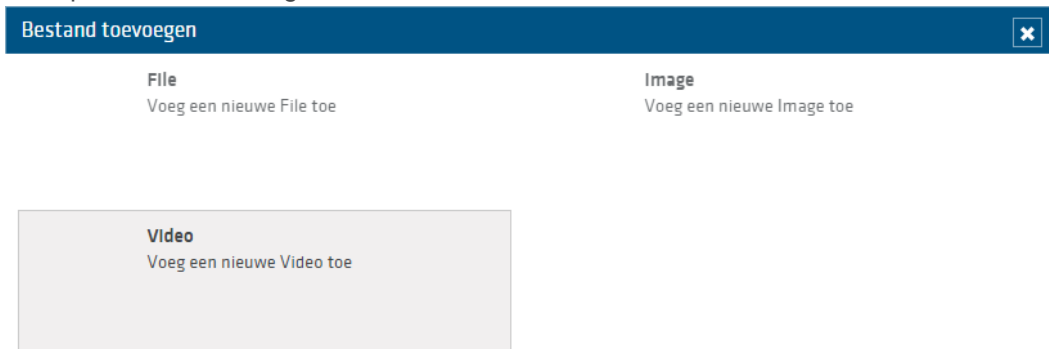 Bestand toevoegen
File
Voeg een nieuwe File toe
Image
Voeg een nieuwe Image toe
Video
Voeg een nieuwe Video toe